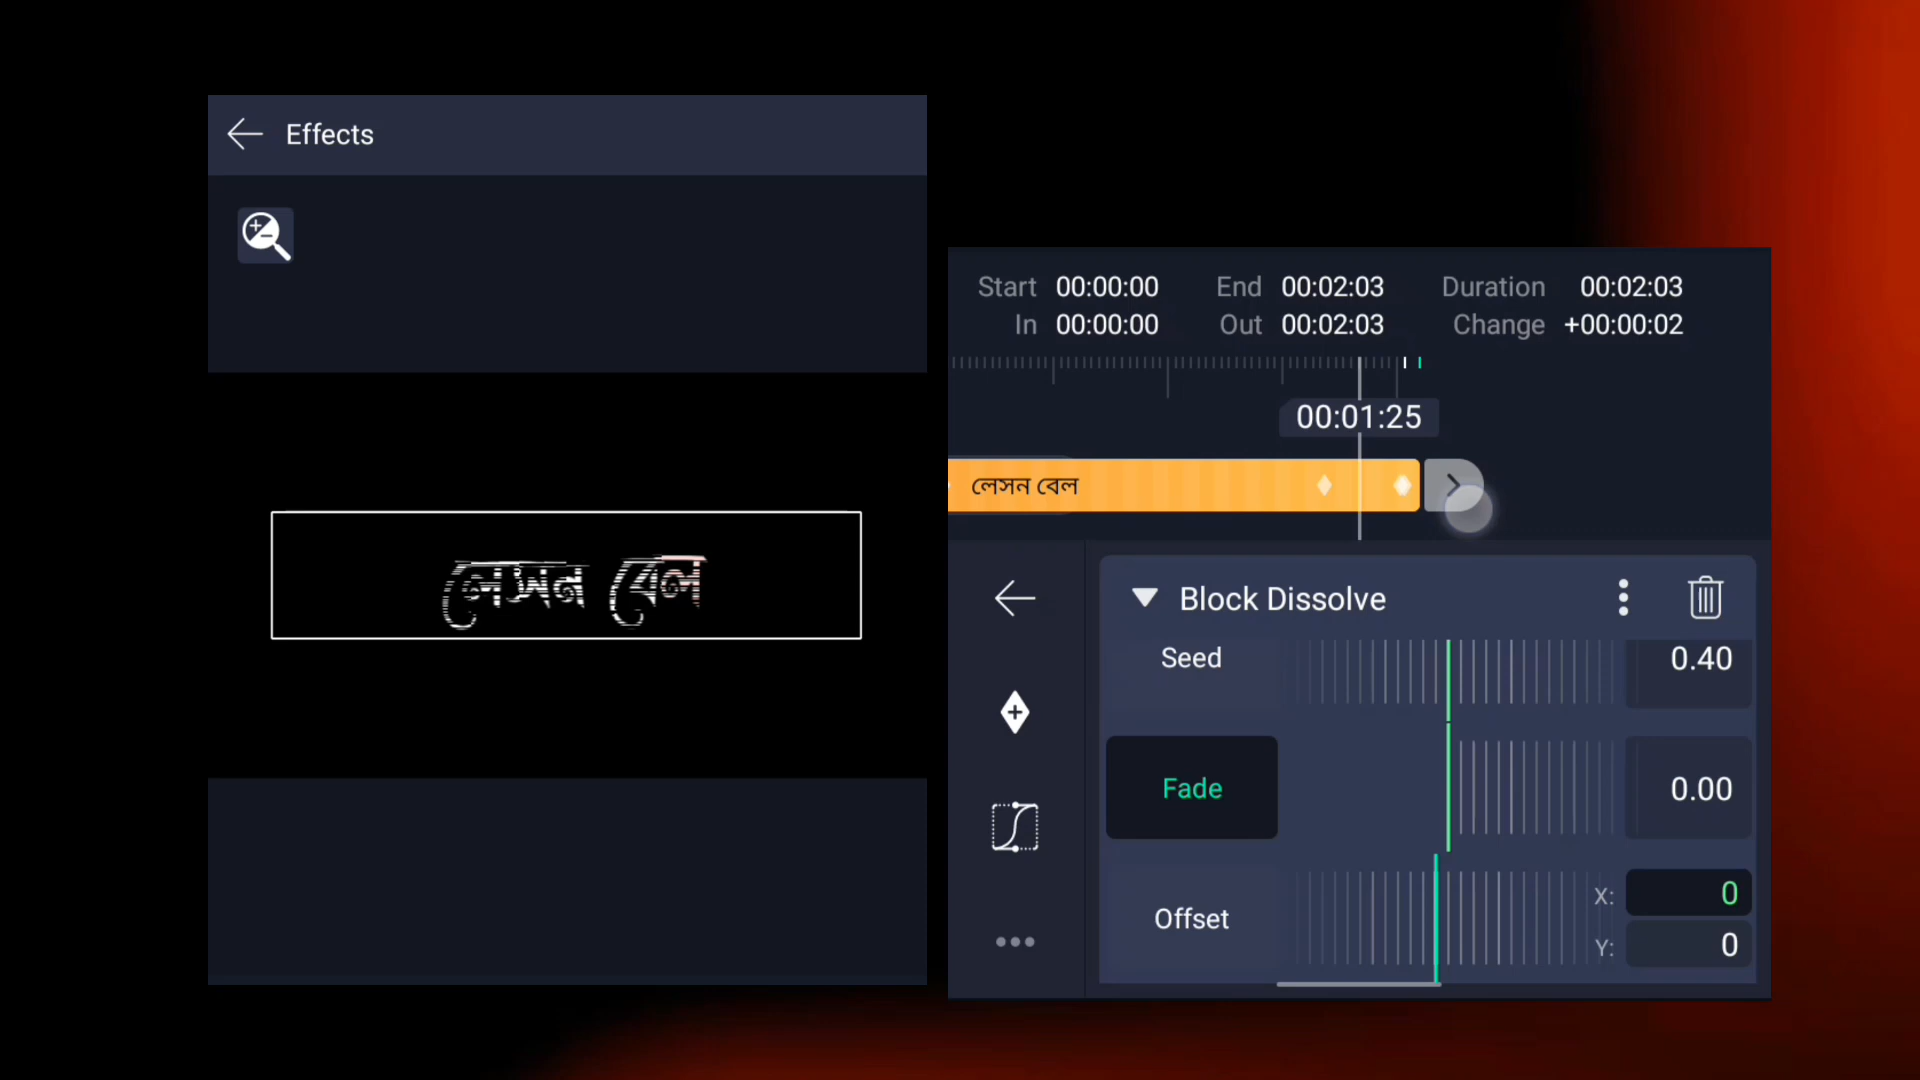 Effects
লেসন বেল
Start 00:00:00 End 00:02:03 Duration 00:02:03
In 00:00:00 Out 00:02:03 Change +00:00:02
00:01:25
লেসন বেল
Block Dissolve
Seed 0.40
Fade 0.00
Offset X: 0
Y: 0